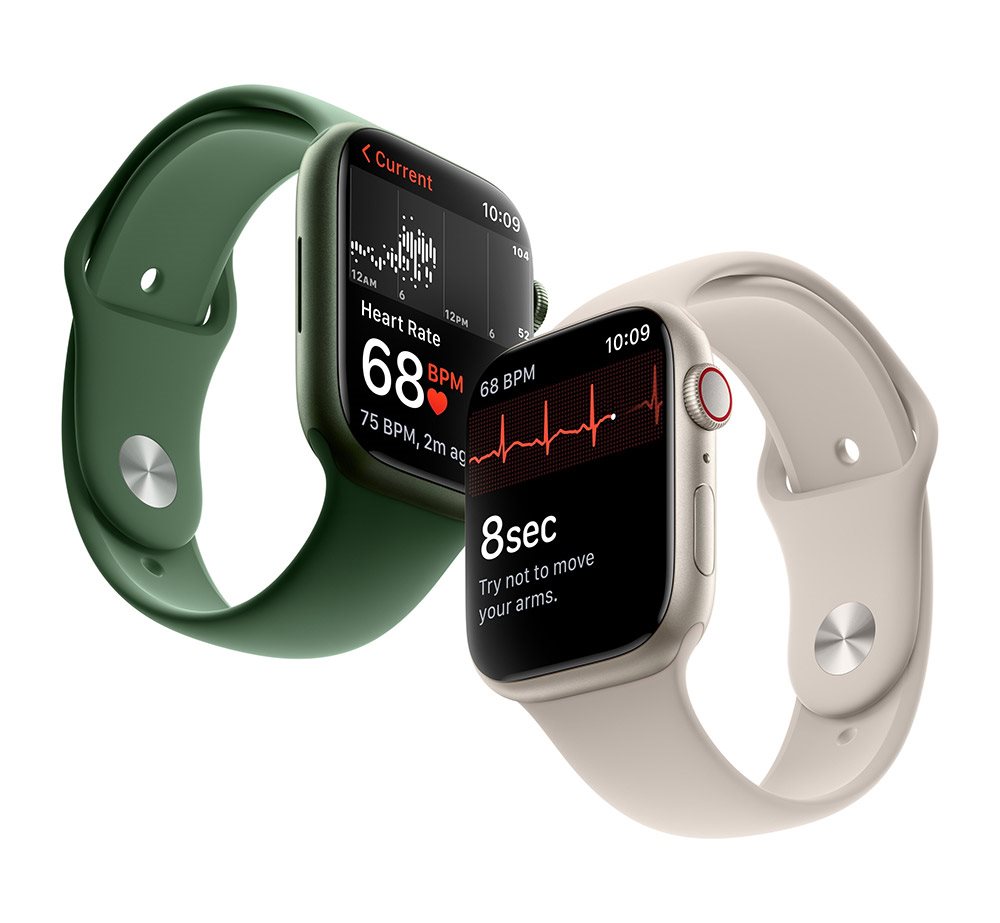 < Current
10:09
104
12AM
6
12PM
6
52
Heart Rate
68 BPM
75 BPM, 2m ag
10:09
68 BPM
8sec
Try not to move
your arms.